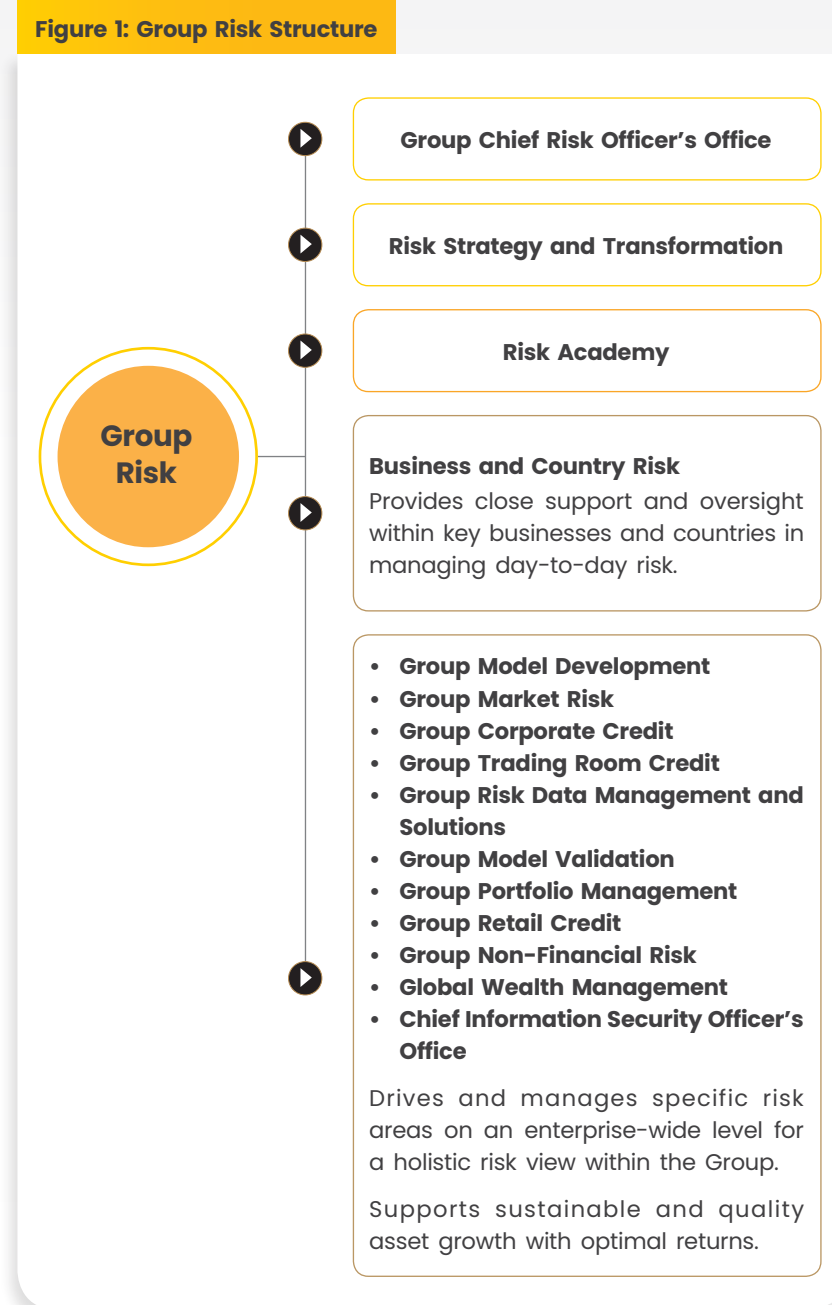 Figure 1: Group Risk Structure
Group Chief Risk Officer’s Office
Risk Strategy and Transformation
Risk Academy
Group
Risk
Business and Country Risk
Provides close support and oversight
within key businesses and countries in
managing day-to-day risk.
• Group Model Development
• Group Market Risk
• Group Corporate Credit
• Group Trading Room Credit
• Group Risk Data Management and
Solutions
• Group Model Validation
• Group Portfolio Management
• Group Retail Credit
• Group Non-Financial Risk
• Global Wealth Management
• Chief Information Security Officer’s
Office
Drives and manages specific risk
areas on an enterprise-wide level for
a holistic risk view within the Group.
Supports sustainable and quality
asset growth with optimal returns.